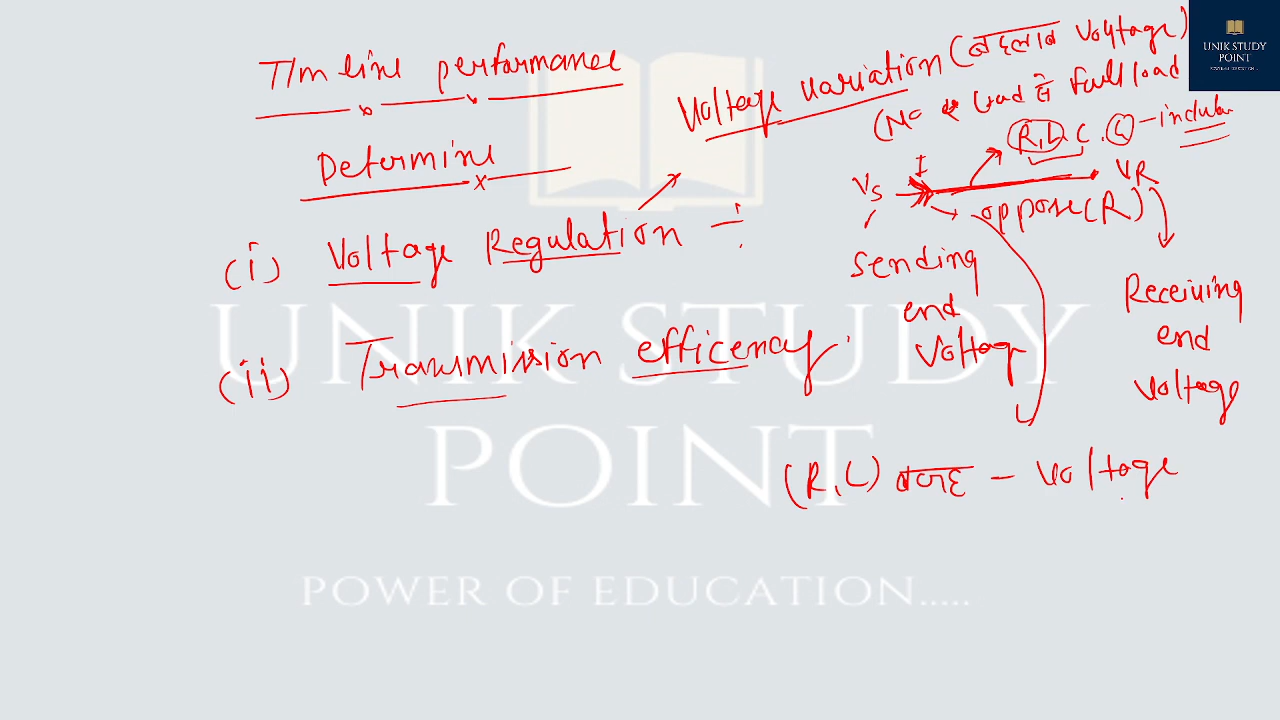 T/m line performance
Determine
(i) Voltage Regulation ÷
(ii) Transmission efficency.
Voltage variation (बदलाव voltage)
(No Load से full load
R,L C. L - inductor
VS I VR
oppose(R)
Sending
end
Voltage
Receiving
end
voltage
(R,L) वजह - voltage
UNIK STUDY
POINT
UNIK STUDY
POINT
POWER OF EDUCATION.....